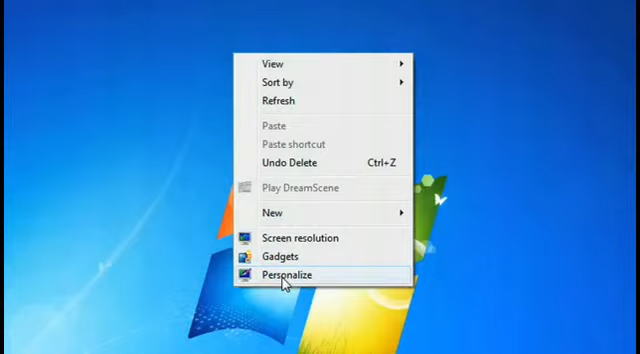 View
Sort by
Refresh
Paste
Paste shortcut
Undo Delete Ctrl+Z
Play DreamScene
New
Screen resolution
Gadgets
Personalize